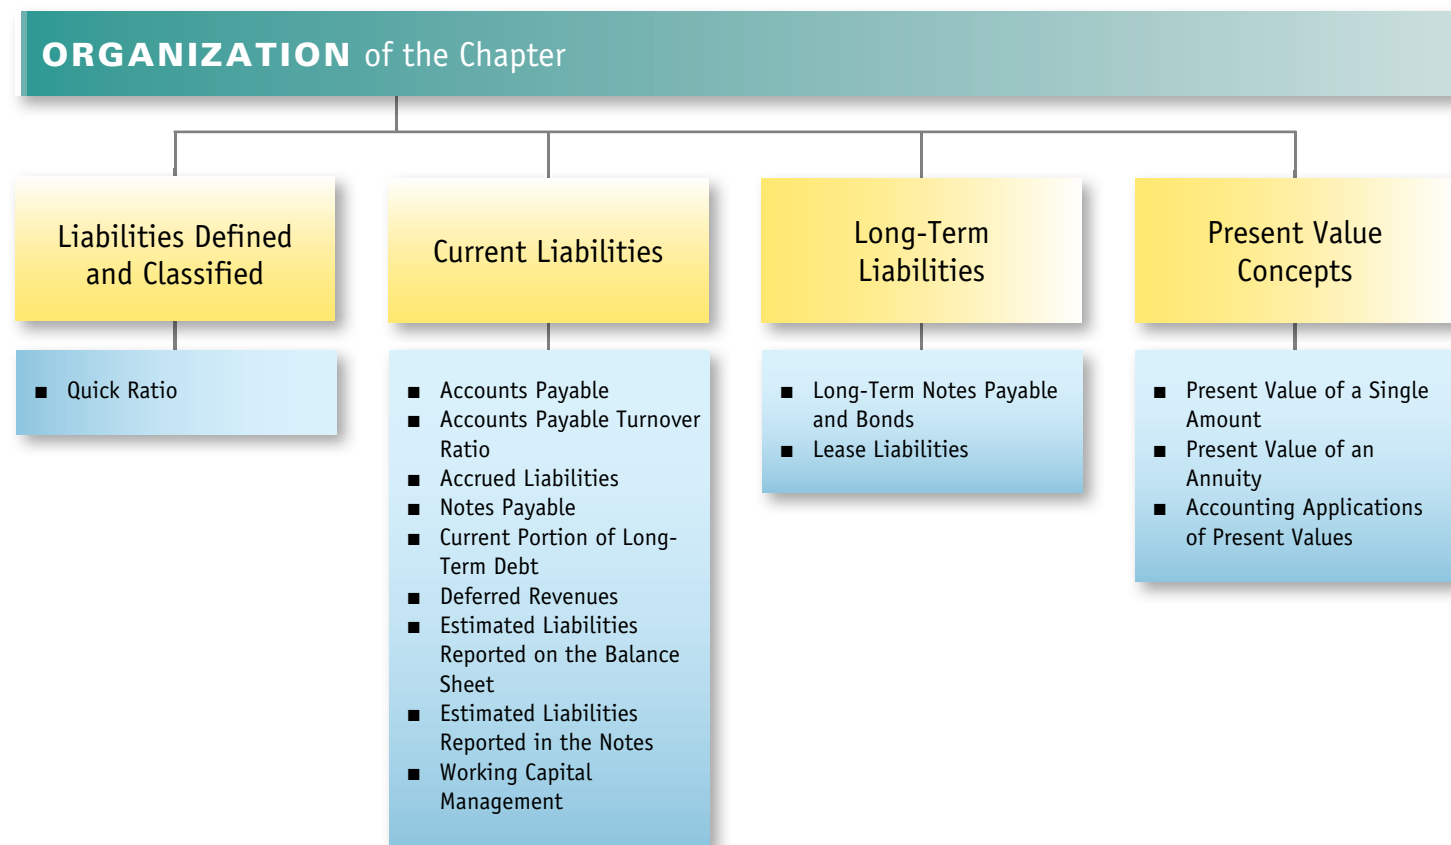 ORGANIZATION of the Chapter
Liabilities Defined
and Classified
■ Quick Ratio
Current Liabilities
■ Accounts Payable
■ Accounts Payable Turnover
Ratio
■ Accrued Liabilities
■ Notes Payable
■ Current Portion of Long-
Term Debt
■ Deferred Revenues
■ Estimated Liabilities
Reported on the Balance
Sheet
■ Estimated Liabilities
Reported in the Notes
■ Working Capital
Management
Long-Term
Liabilities
■ Long-Term Notes Payable
and Bonds
■ Lease Liabilities
Present Value
Concepts
■ Present Value of a Single
Amount
■ Present Value of an
Annuity
■ Accounting Applications
of Present Values